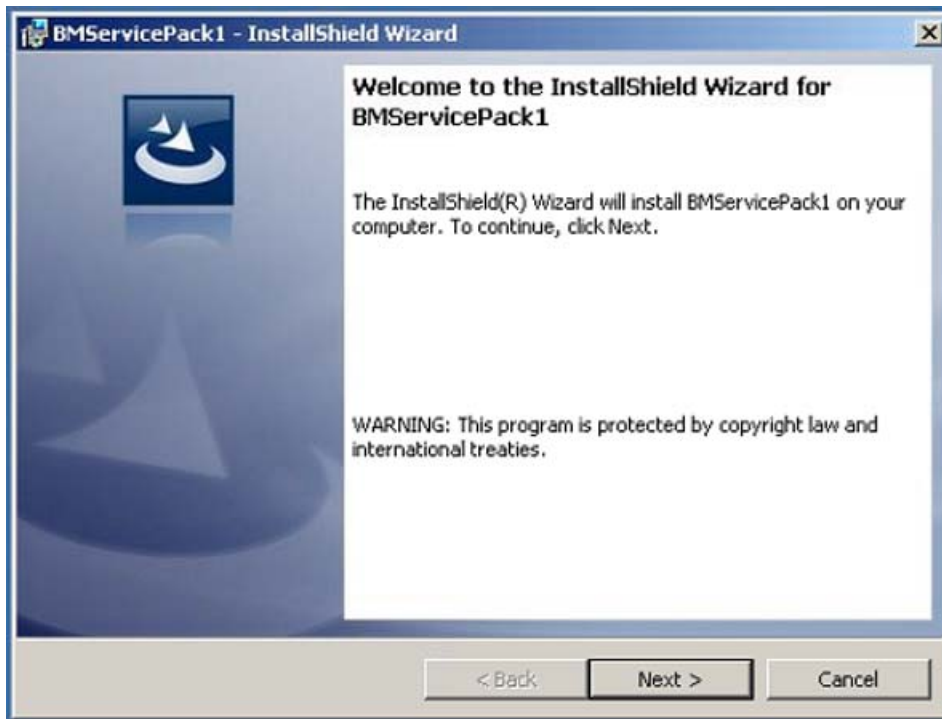 BMServicePack1 - InstallShield Wizard
Welcome to the InstallShield Wizard for
BMServicePack1
The InstallShield(R) Wizard will install BMServicePack1 on your
computer. To continue, click Next.
WARNING: This program is protected by copyright law and
international treaties.
< Back
Next >
Cancel